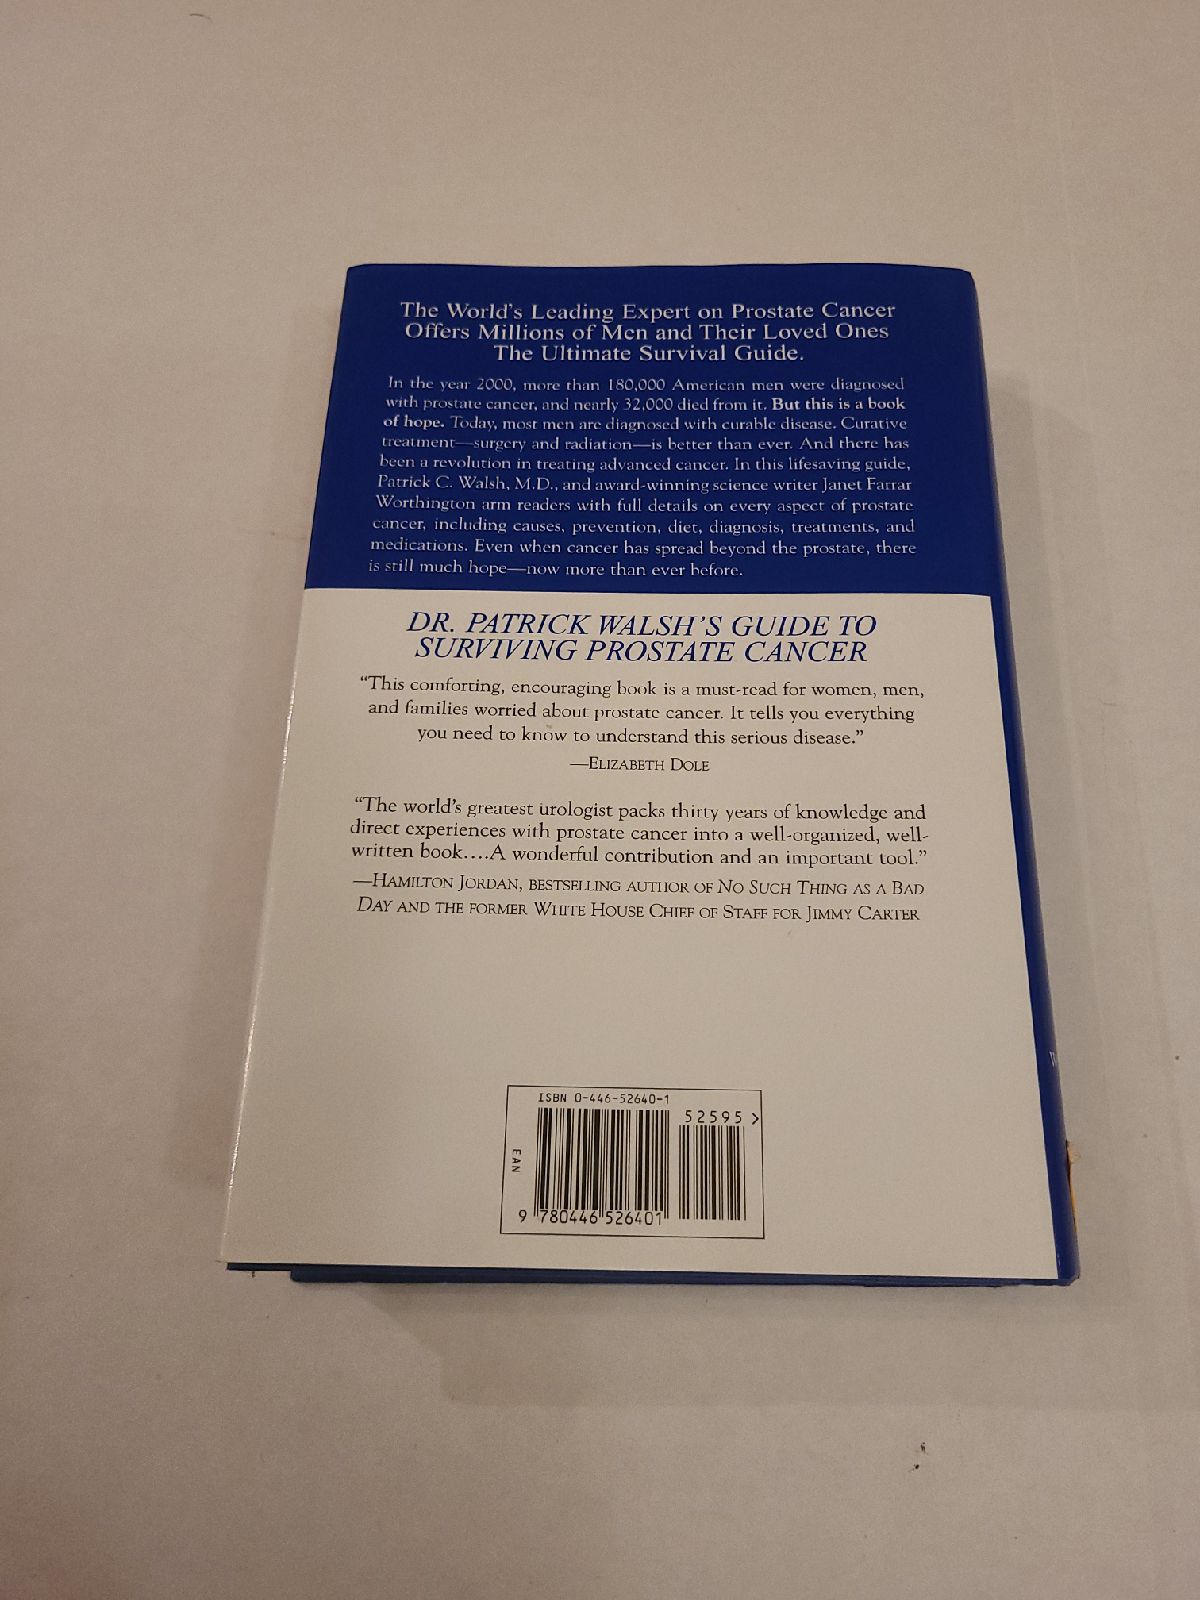 The World's Leading Expert on Prostate Cancer
Offers Millions of Men and Their Loved Ones
The Ultimate Survival Guide.
In the year 2000, more than 180,000 American men were diagnosed
with prostate cancer, and nearly 32,000 died from it. But this is a book
of hope. Today, most men are diagnosed with curable disease. Curative
treatment—surgery and radiation—is better than ever. And there has
been a revolution in treating advanced cancer. In this lifesaving guide,
Patrick C. Walsh, M.D., and award-winning science writer Janet Farrar
Worthington arm readers with full details on every aspect of prostate
cancer, including causes, prevention, diet, diagnosis, treatments, and
medications. Even when cancer has spread beyond the prostate, there
is still much hope—now more than ever before.
DR. PATRICK WALSH'S GUIDE TO
SURVIVING PROSTATE CANCER
“This comforting, encouraging book is a must-read for women, men,
and families worried about prostate cancer. It tells you everything
you need to know to understand this serious disease.”
—ELIZABETH DOLE
“The world's greatest urologist packs thirty years of knowledge and
direct experiences with prostate cancer into a well-organized, well-
written book....A wonderful contribution and an important tool.”
—HAMILTON JORDAN, BESTSELLING AUTHOR OF NO SUCH THING AS A BAD
DAY AND THE FORMER WHITE HOUSE CHIEF OF STAFF FOR JIMMY CARTER
ISBN 0-446-52640-1
52595>
EAN
9 780446 526401